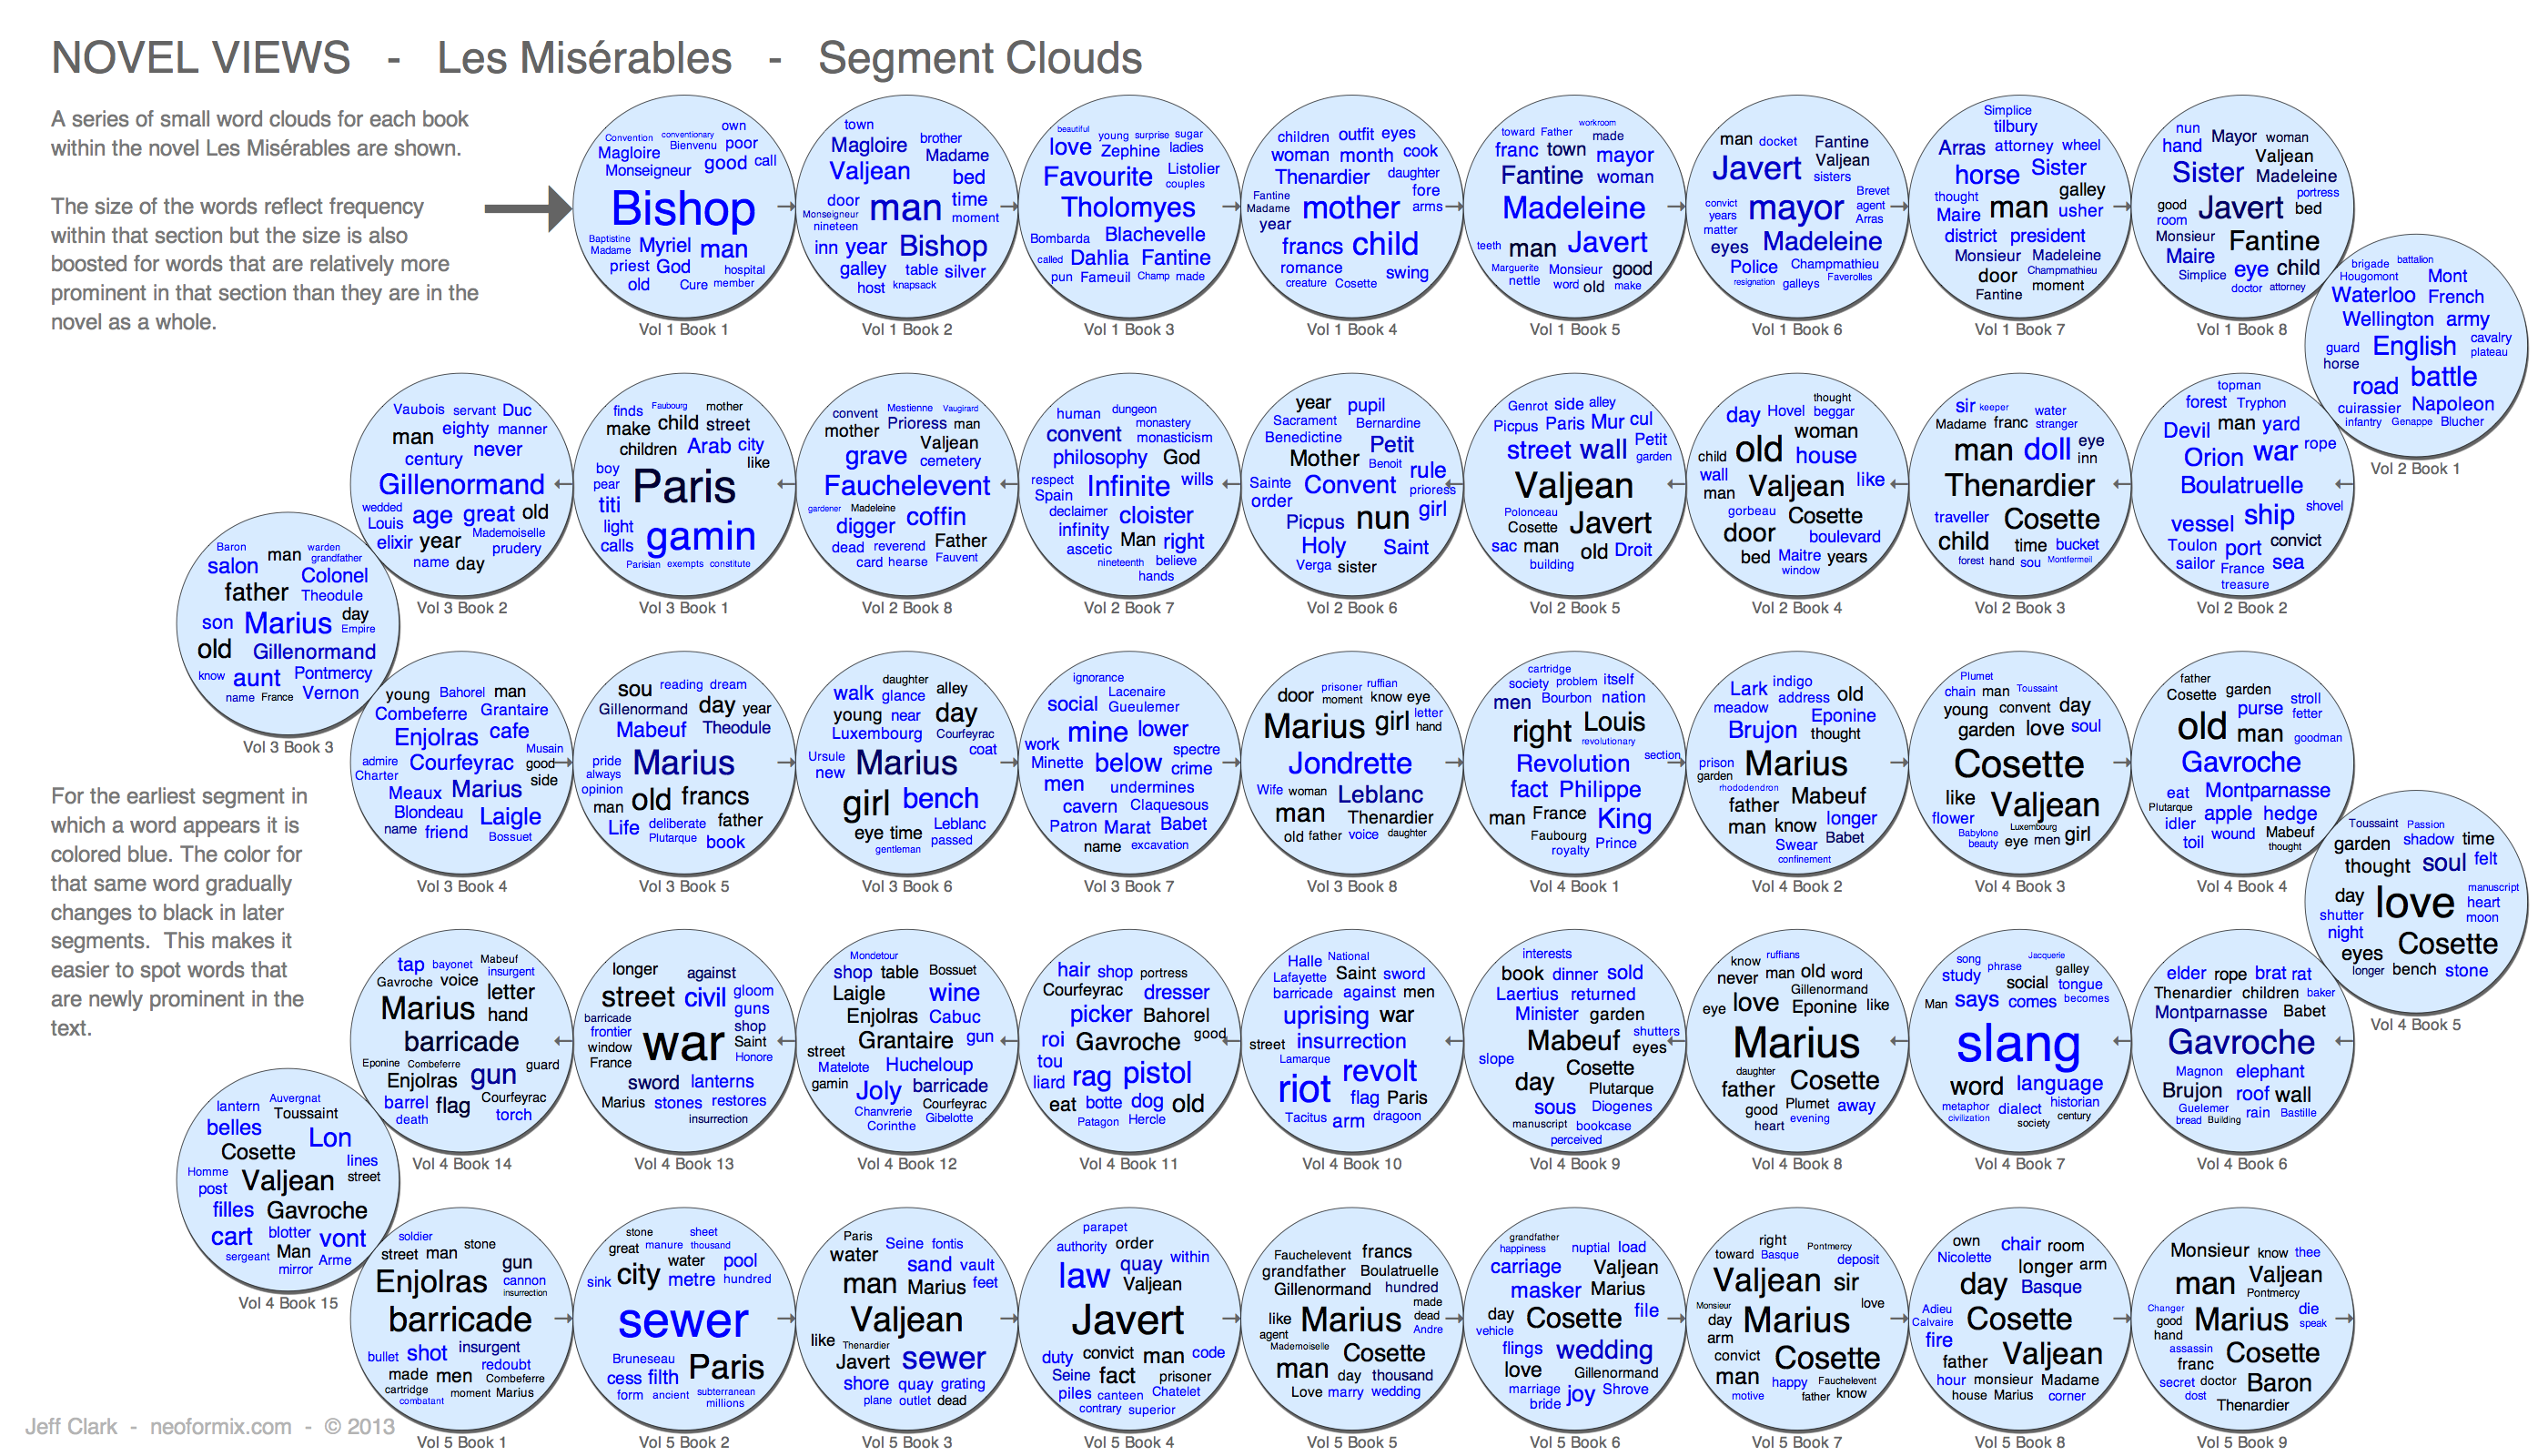 NOVEL VIEWS - Les Misérables - Segment Clouds
A series of small word clouds for each book
within the novel Les Misérables are shown.
The size of the words reflect frequency
within that section but the size is also
boosted for words that are relatively more
prominent in that section than they are in the
novel as a whole.
Convention conventionary own
Magloire Bienvenu poor
Monseigneur good call
Bishop
Baptistine Myriel man
Madame
priest God hospital
old Cure member
Vol 1 Book 1
town
Magloire brother
Valjean Madame
bed
door man time
Monseigneur moment
nineteen
inn year Bishop
galley table silver
host knapsack
Vol 1 Book 2
beautiful young surprise sugar
love Zephine ladies
Favourite Listolier
couples
Tholomyes
Bombarda Blachevelle
called Dahlia Fantine
pun Fameuil Champ made
Vol 1 Book 3
children outfit eyes
woman month cook
Thenardier daughter
Fantine fore
Madame mother arms
year
francs child
romance swing
creature Cosette
Vol 1 Book 4
workroom
toward Father made
franc town mayor
Fantine woman
Madeleine
teeth man Javert
Marguerite Monsieur good
nettle word old make
Vol 1 Book 5
man docket Fantine
Javert Valjean
sisters
Brevet
convict mayor agent
years Arras
matter
eyes Madeleine
Police Champmathieu
resignation galleys Faverolles
Vol 1 Book 6
Simplice
tilbury
Arras attorney wheel
horse Sister
thought galley
Maire man usher
district president
Monsieur Madeleine
door Champmathieu
moment
Fantine
Vol 1 Book 7
nun Mayor woman
hand Valjean
Sister Madeleine
portress
good Javert bed
room
Monsieur Fantine
Maire
Simplice eye child
doctor attorney
Vol 1 Book 8
brigade battalion
Hougomont Mont
Waterloo French
Wellington army
guard English cavalry
plateau
horse
road battle
cuirassier Napoleon
infantry Genappe Blucher
Vol 2 Book 1
Vaubois servant Duc
man eighty manner
century never
Gillenormand
wedded age great old
Louis
elixir year Mademoiselle
prudery
name day
Vol 3 Book 2
finds Faubourg mother
make child street
children Arab city
like
boy Paris
pear
titi
light gamin
calls
Parisian exempts constitute
Vol 3 Book 1
convent Mestienne Vaugirard
mother Prioress man
Valjean
grave cemetery
Fauchelevent
gardener Madeleine
digger coffin
dead reverend Father
card hearse Fauvent
Vol 2 Book 8
human dungeon
convent monastery
monasticism
philosophy God
respect Infinite wills
Spain
declaimer cloister
infinity Man right
ascetic
nineteenth believe
hands
Vol 2 Book 7
year pupil
Sacrament Bernardine
Benedictine Petit
Mother Benoit rule
Sainte Convent prioress
order
Picpus nun girl
Holy Saint
Verga sister
Vol 2 Book 6
Genrot side alley
Picpus Paris Mur cul
street wall Petit
garden
Valjean
Polonceau
Cosette Javert
sac man old Droit
building
Vol 2 Book 5
thought
day Hovel beggar
woman
child old house
wall
man Valjean like
gorbeau Cosette
door boulevard
bed Maitre years
window
Vol 2 Book 4
sir keeper water
Madame franc stranger
man doll eye
inn
Thenardier
traveller Cosette
child time bucket
forest hand sou Montfermeil
Vol 2 Book 3
topman
forest Tryphon
Devil man yard
Orion war rope
Boulatruelle
vessel ship shovel
Toulon port convict
sailor France sea
treasure
Vol 2 Book 2
Baron man warden
grandfather
salon Colonel
father Theodule
son Marius day
Empire
old Gillenormand
know aunt Pontmercy
name France Vernon
Vol 3 Book 3
young Bahorel man
Combeferre Grantaire
Enjolras cafe
Musain
admire Courfeyrac good
Charter side
Meaux Marius
Blondeau Laigle
name friend Bossuet
Vol 3 Book 4
sou reading dream
Gillenormand day year
Mabeuf Theodule
pride Marius
always
opinion
man old francs
Life deliberate father
Plutarque book
Vol 3 Book 5
daughter
walk glance alley
young near day
Luxembourg Courfeyrac
coat
Ursule Marius
new
girl bench
eye time Leblanc
gentleman passed
Vol 3 Book 6
ignorance
social Lacenaire
Gueulemer
mine lower
work spectre
Minette below crime
men undermines
cavern Claquesous
Patron Marat Babet
name excavation
Vol 3 Book 7
door prisoner ruffian
moment know eye
Marius girl letter
hand
Jondrette
Wife woman Leblanc
man Thenardier
old father voice daughter
Vol 3 Book 8
cartridge
society problem itself
men Bourbon nation
right Louis
revolutionary
Revolution section
fact Philippe
man France King
Faubourg Prince
royalty
Vol 4 Book 1
Lark indigo
meadow address old
Brujon Eponine
thought
prison Marius
garden
rhododendron
father Mabeuf
man know longer
Swear Babet
confinement
Vol 4 Book 2
Plumet
chain man Toussaint
young convent day
garden love soul
Cosette
like Valjean
flower
Babylone Luxembourg
beauty eye men girl
Vol 4 Book 3
father
Cosette garden stroll
old purse fetter
man goodman
Gavroche
eat Montparnasse
Plutarque apple hedge
idler
toil wound Mabeuf
thought
Vol 4 Book 4
Toussaint Passion
garden shadow time
thought soul felt
manuscript
day love heart
shutter moon
night
eyes Cosette
longer bench stone
Vol 4 Book 5
For the earliest segment in
which a word appears it is
colored blue. The color for
that same word gradually
changes to black in later
segments. This makes it
easier to spot words that
are newly prominent in the
text.
tap bayonet Mabeuf
insurgent
Gavroche voice
Marius letter
hand
barricade
Eponine Combeferre guard
Enjolras gun
barrel flag Courfeyrac
death torch
Vol 4 Book 14
longer against
street civil gloom
guns
barricade
frontier war shop
window Saint
France Honore
sword lanterns
Marius stones restores
insurrection
Vol 4 Book 13
Mondetour
shop table Bossuet
Laigle wine
Enjolras Cabuc
Grantaire gun
street
Matelote Hucheloup
gamin Joly barricade
Chanvrerie Courfeyrac
Corinthe Gibelotte
Vol 4 Book 12
hair shop portress
Courfeyrac dresser
picker Bahorel
roi Gavroche good
tou
liard rag pistol
eat botte dog old
Patagon Hercle
Vol 4 Book 11
Halle National
Lafayette Saint sword
barricade against men
uprising war
street insurrection
Lamarque revolt
riot flag Paris
Tacitus arm dragoon
Vol 4 Book 10
interests
book dinner sold
Laertius returned
Minister garden
Mabeuf shutters
eyes
slope Cosette
day Plutarque
sous Diogenes
manuscript bookcase
perceived
Vol 4 Book 9
know ruffians
never man old word
Gillenormand
eye love Eponine like
Marius
daughter
father Cosette
good Plumet away
heart evening
Vol 4 Book 8
song Jacquerie
study phrase galley
social tongue
Man says comes becomes
slang
word language
metaphor dialect historian
civilization century
society
Vol 4 Book 7
elder rope brat rat
Thenardier children baker
Montparnasse Babet
Gavroche
Magnon elephant
Brujon roof wall
Guelemer rain Bastille
bread Building
Vol 4 Book 6
lantern Auvergnat
Toussaint
belles Lon
Cosette lines
Homme Valjean street
post
filles Gavroche
cart blotter vont
sergeant Man Arme
mirror
Vol 4 Book 15
soldier
street man stone
gun
Enjolras cannon
insurrection
barricade
bullet shot insurgent
redoubt
made men Combeferre
cartridge moment Marius
combatant
Vol 5 Book 1
stone sheet
great manure thousand
water pool
sink city metre hundred
sewer
Bruneseau Paris
cess filth
form ancient subterranean
millions
Vol 5 Book 2
Paris Seine fontis
water sand vault
man Marius feet
Valjean
like Thenardier
Javert sewer
shore quay grating
plane outlet dead
Vol 5 Book 3
parapet
authority order
law quay within
Valjean
Javert
duty convict man code
Seine fact prisoner
piles canteen Chatelet
contrary superior
Vol 5 Book 4
Fauchelevent francs
grandfather Boulatruelle
Gillenormand hundred
made
like Marius dead
agent Andre
Mademoiselle Cosette
man day thousand
Love marry wedding
Vol 5 Book 5
grandfather
happiness nuptial load
carriage Valjean
masker Marius
day Cosette file
vehicle
flings wedding
love Gillenormand
marriage joy Shrove
bride
Vol 5 Book 6
right Pontmercy
toward Basque deposit
Valjean sir
Monsieur love
day Marius
arm
convict Cosette
man happy Fauchelevent
motive father know
Vol 5 Book 7
own chair room
Nicolette longer arm
day Basque
Adieu Cosette
Calvaire
fire
father Valjean
hour monsieur Madame
house Marius corner
Vol 5 Book 8
Monsieur know thee
man Valjean
Pontmercy
Changer Marius die
good speak
hand
assassin Cosette
franc
secret doctor Baron
dost
Thenardier
Vol 5 Book 9
Jeff Clark - neoformix.com - © 2013